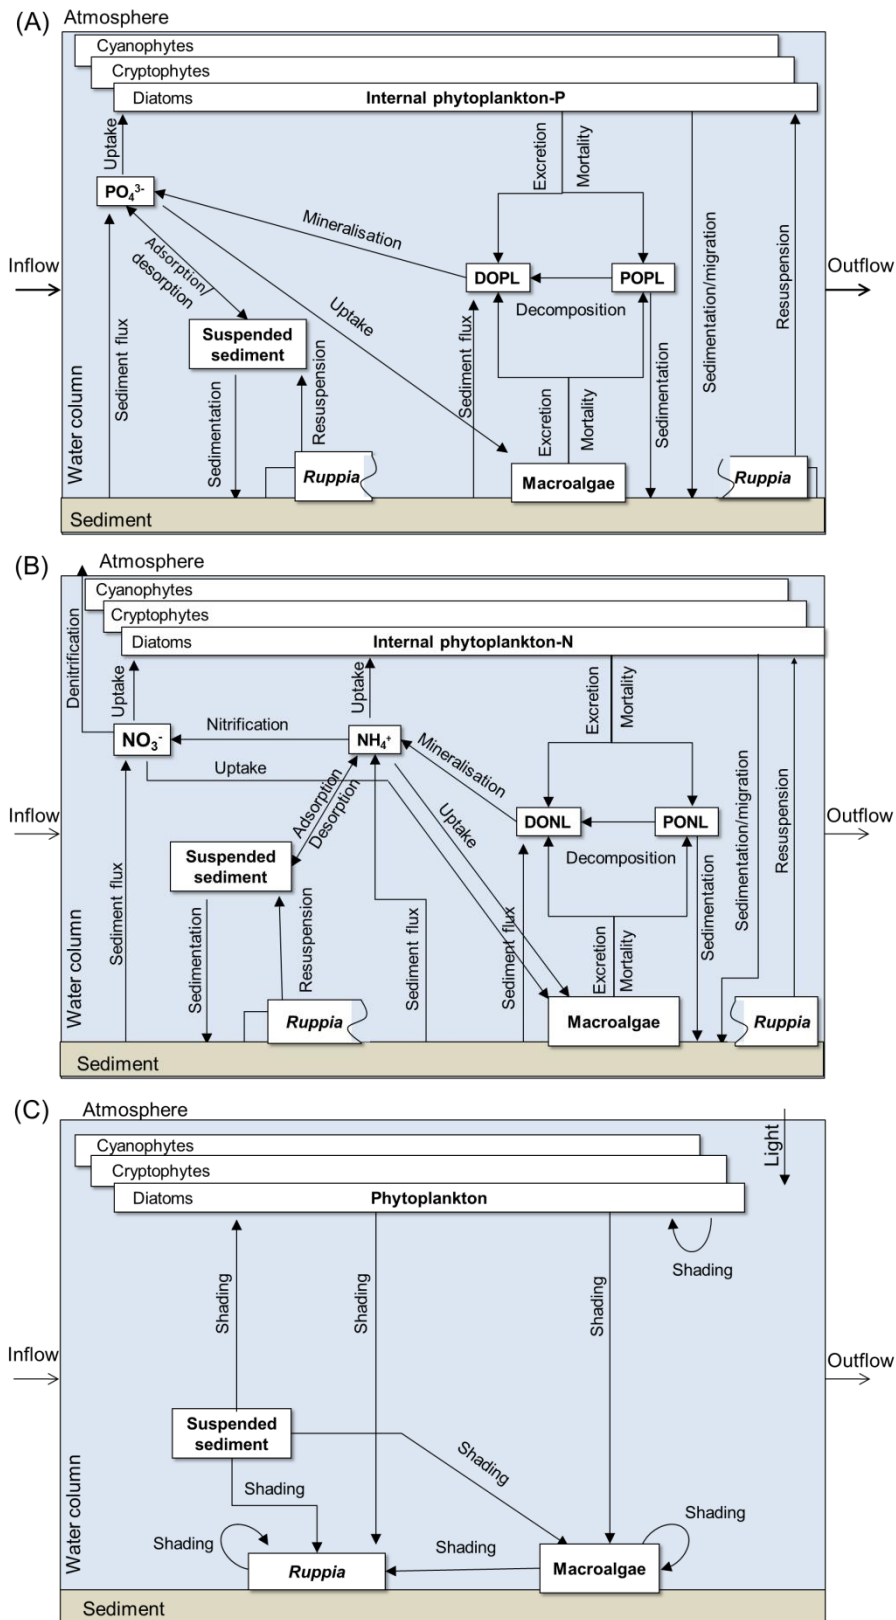 (A)
Atmosphere
Cyanophytes
Cryptophytes
Diatoms
Internal phytoplankton-P
Uptake
Excretion
Mortality
PO₄³⁻
Mineralisation
Adsorption/
desorption
Inflow
Outflow
DOPL
POPL
Decomposition
Uptake
Suspended
sediment
Sediment flux
Sedimentation
Resuspension
Sediment flux
Excretion
Mortality
Sedimentation
Sedimentation/migration
Resuspension
Water column
Ruppia
Macroalgae
Ruppia
Sediment
(B)
Atmosphere
Cyanophytes
Cryptophytes
Diatoms
Internal phytoplankton-N
Denitrification
Uptake
Uptake
Excretion
Mortality
NO₃⁻
Nitrification
NH₄⁺
Mineralisation
Uptake
Adsorption
Desorption
Uptake
Inflow
Outflow
DONL
PONL
Decomposition
Suspended
sediment
Sediment flux
Sedimentation
Resuspension
Sediment flux
Sediment flux
Excretion
Mortality
Sedimentation
Sedimentation/migration
Resuspension
Water column
Ruppia
Macroalgae
Ruppia
Sediment
(C)
Atmosphere
Light
Cyanophytes
Cryptophytes
Diatoms
Phytoplankton
Shading
Shading
Shading
Shading
Inflow
Outflow
Suspended
sediment
Shading
Shading
Shading
Shading
Shading
Water column
Ruppia
Macroalgae
Sediment